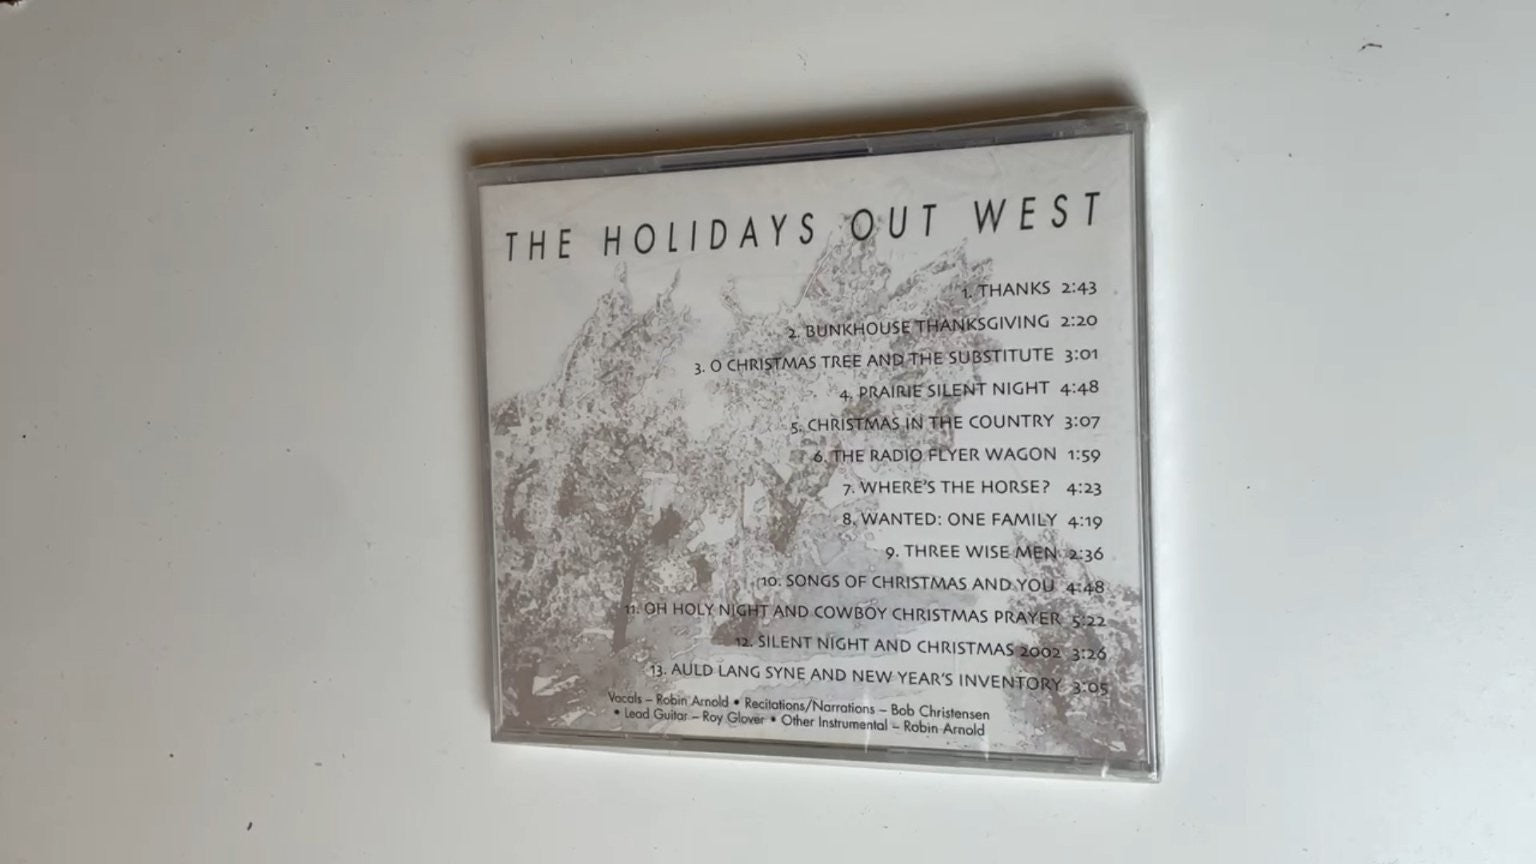 THE HOLIDAYS OUT WEST
1. THANKS 2:43
2. BUNKHOUSE THANKSGIVING 2:20
3. O CHRISTMAS TREE AND THE SUBSTITUTE 3:01
4. PRAIRIE SILENT NIGHT 4:48
5. CHRISTMAS IN THE COUNTRY 3:07
6. THE RADIO FLYER WAGON 1:59
7. WHERE'S THE HORSE? 4:23
8. WANTED: ONE FAMILY 4:19
9. THREE WISE MEN 2:36
10. SONGS OF CHRISTMAS AND YOU 4:48
11. OH HOLY NIGHT AND COWBOY CHRISTMAS PRAYER 5:22
12. SILENT NIGHT AND CHRISTMAS 2002 3:26
13. AULD LANG SYNE AND NEW YEAR'S INVENTORY 3:05
Vocals – Robin Arnold • Recitations/Narrations – Bob Christensen
• Lead Guitar – Roy Glover • Other Instrumental – Robin Arnold